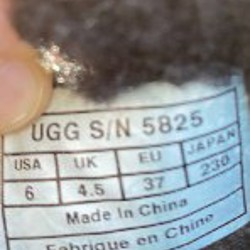 UGG S/N 5825
USA UK EU JAPAN
6 4.5 37 230
Made In China
Fabrique en Chine